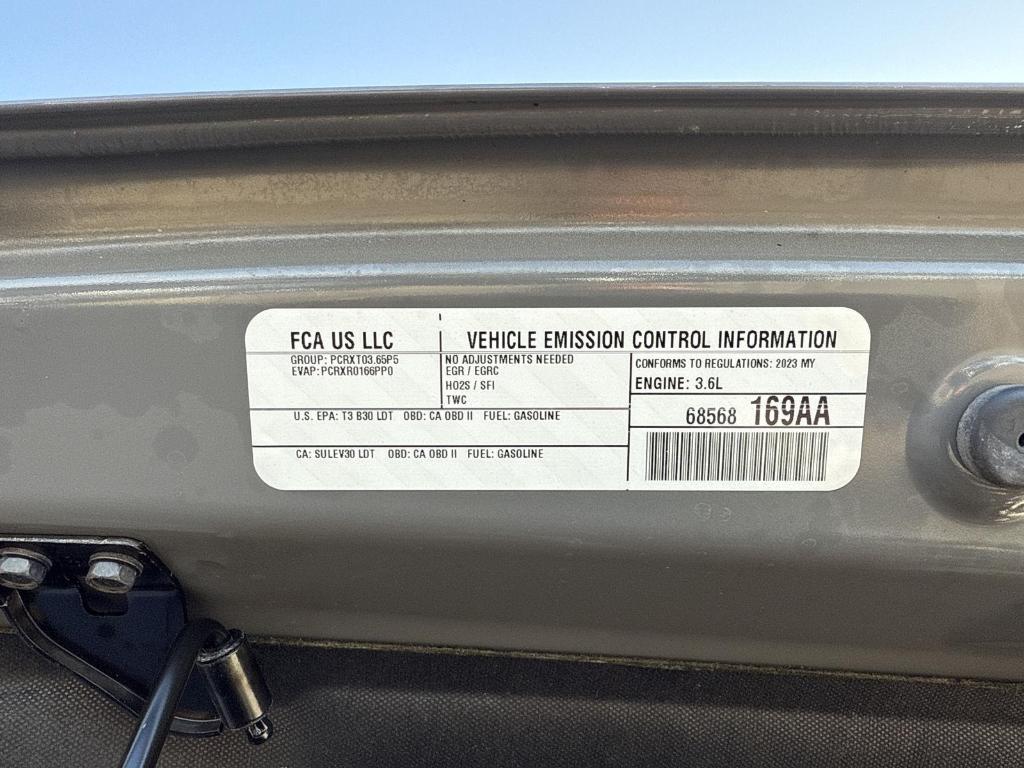 FCA US LLC
VEHICLE EMISSION CONTROL INFORMATION
GROUP: PCRXT03.65P5
EVAP: PCRXR0166PP0
NO ADJUSTMENTS NEEDED
EGR / EGRC
HO2S / SFI
TWC
CONFORMS TO REGULATIONS: 2023 MY
ENGINE: 3.6L
68568 169AA
U.S. EPA: T3 B30 LDT OBD: CA OBD II FUEL: GASOLINE
CA: SULEV30 LDT OBD: CA OBD II FUEL: GASOLINE